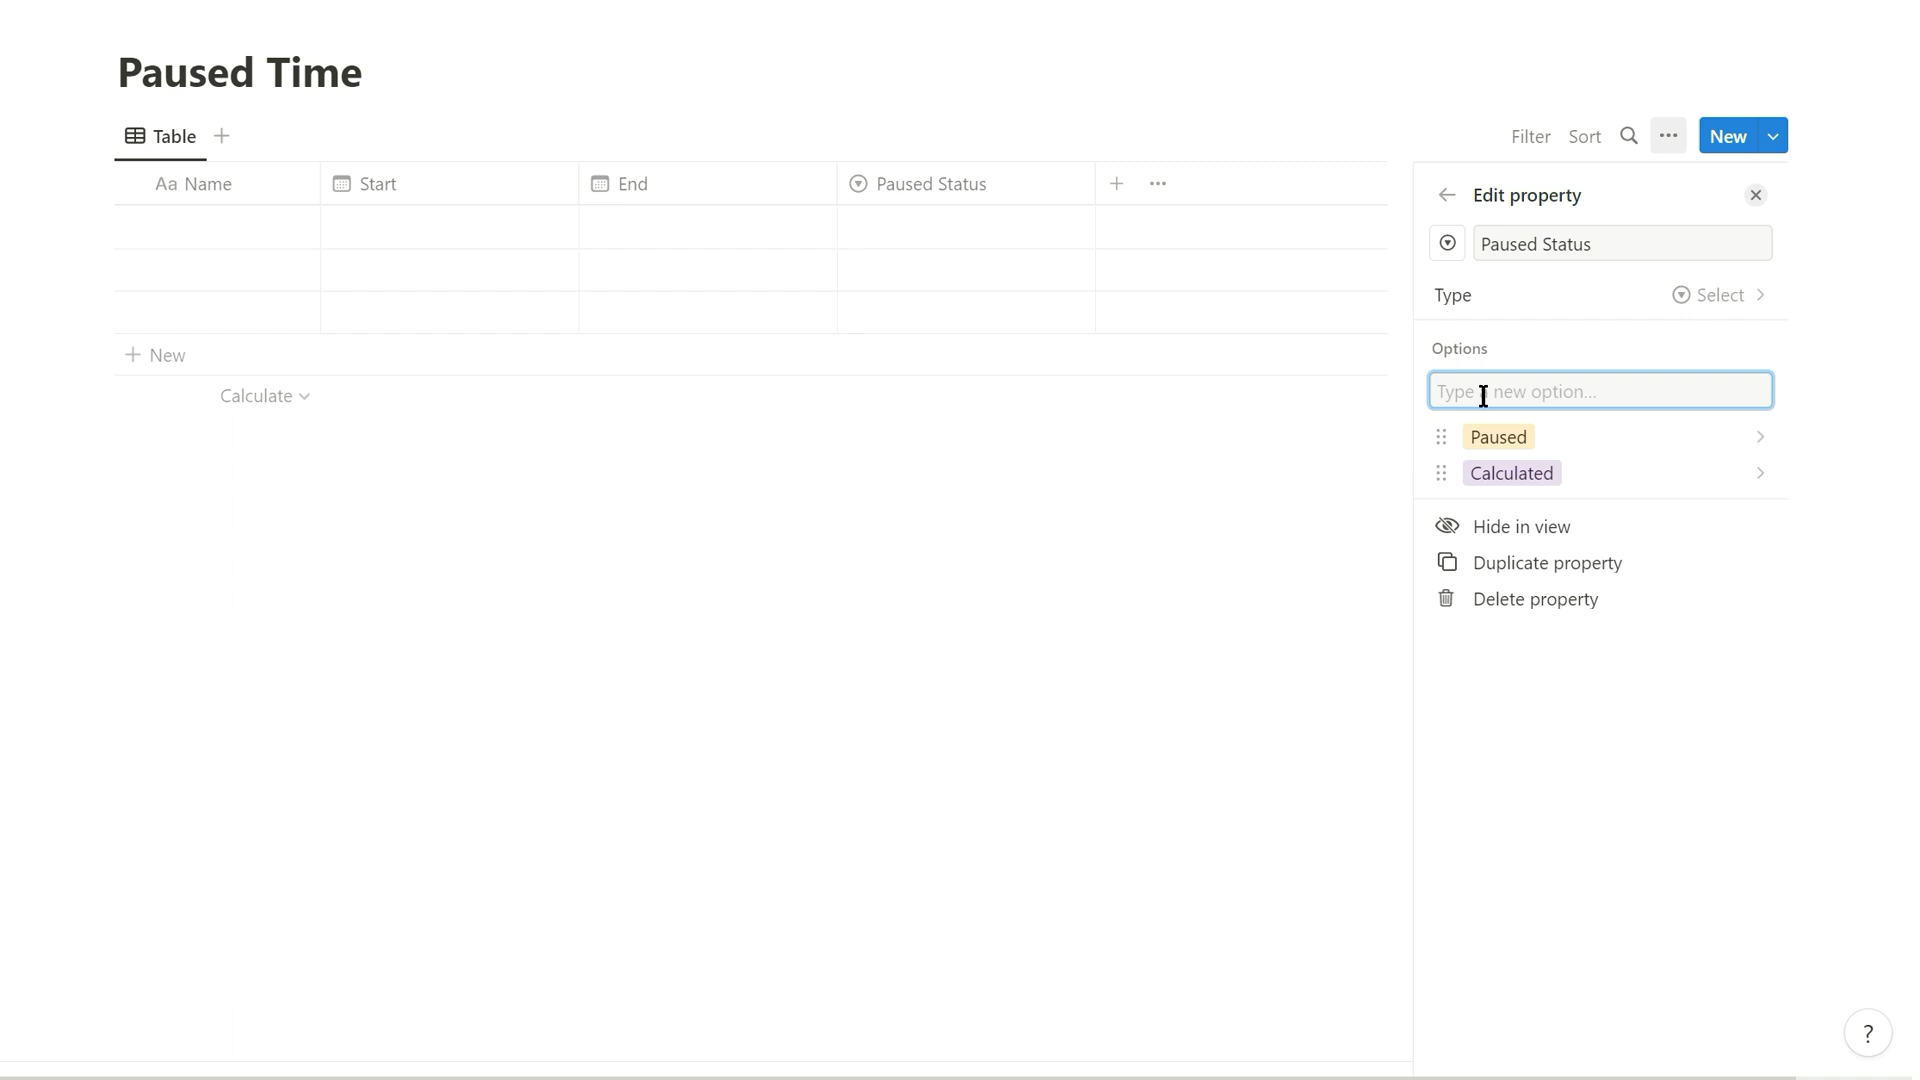 Paused Time
Table
Filter Sort New
Aa Name Start End Paused Status
New
Calculate
Edit property
Paused Status
Type Select
Options
Type a new option...
Paused
Calculated
Hide in view
Duplicate property
Delete property
?